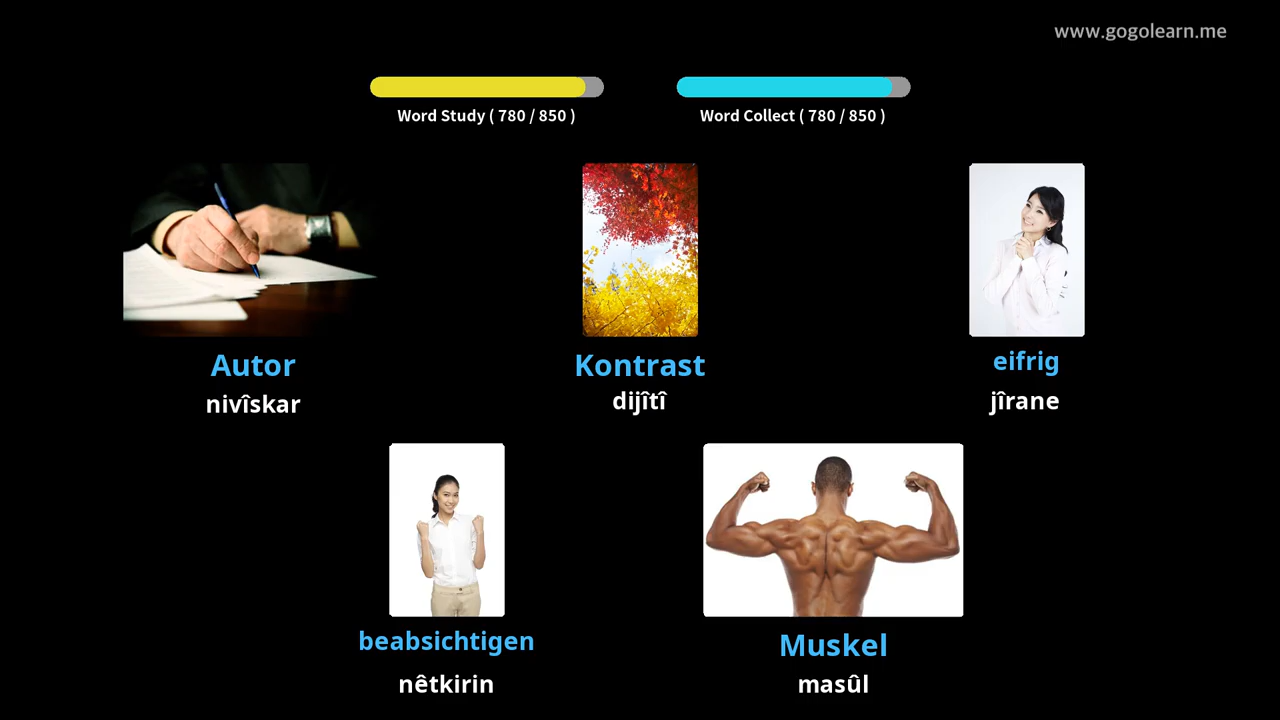 www.gogolearn.me
Word Study ( 780 / 850 )
Word Collect ( 780 / 850 )
Autor
nivîskar
Kontrast
dijîtî
eifrig
jîrane
beabsichtigen
nêtkirin
Muskel
masûl